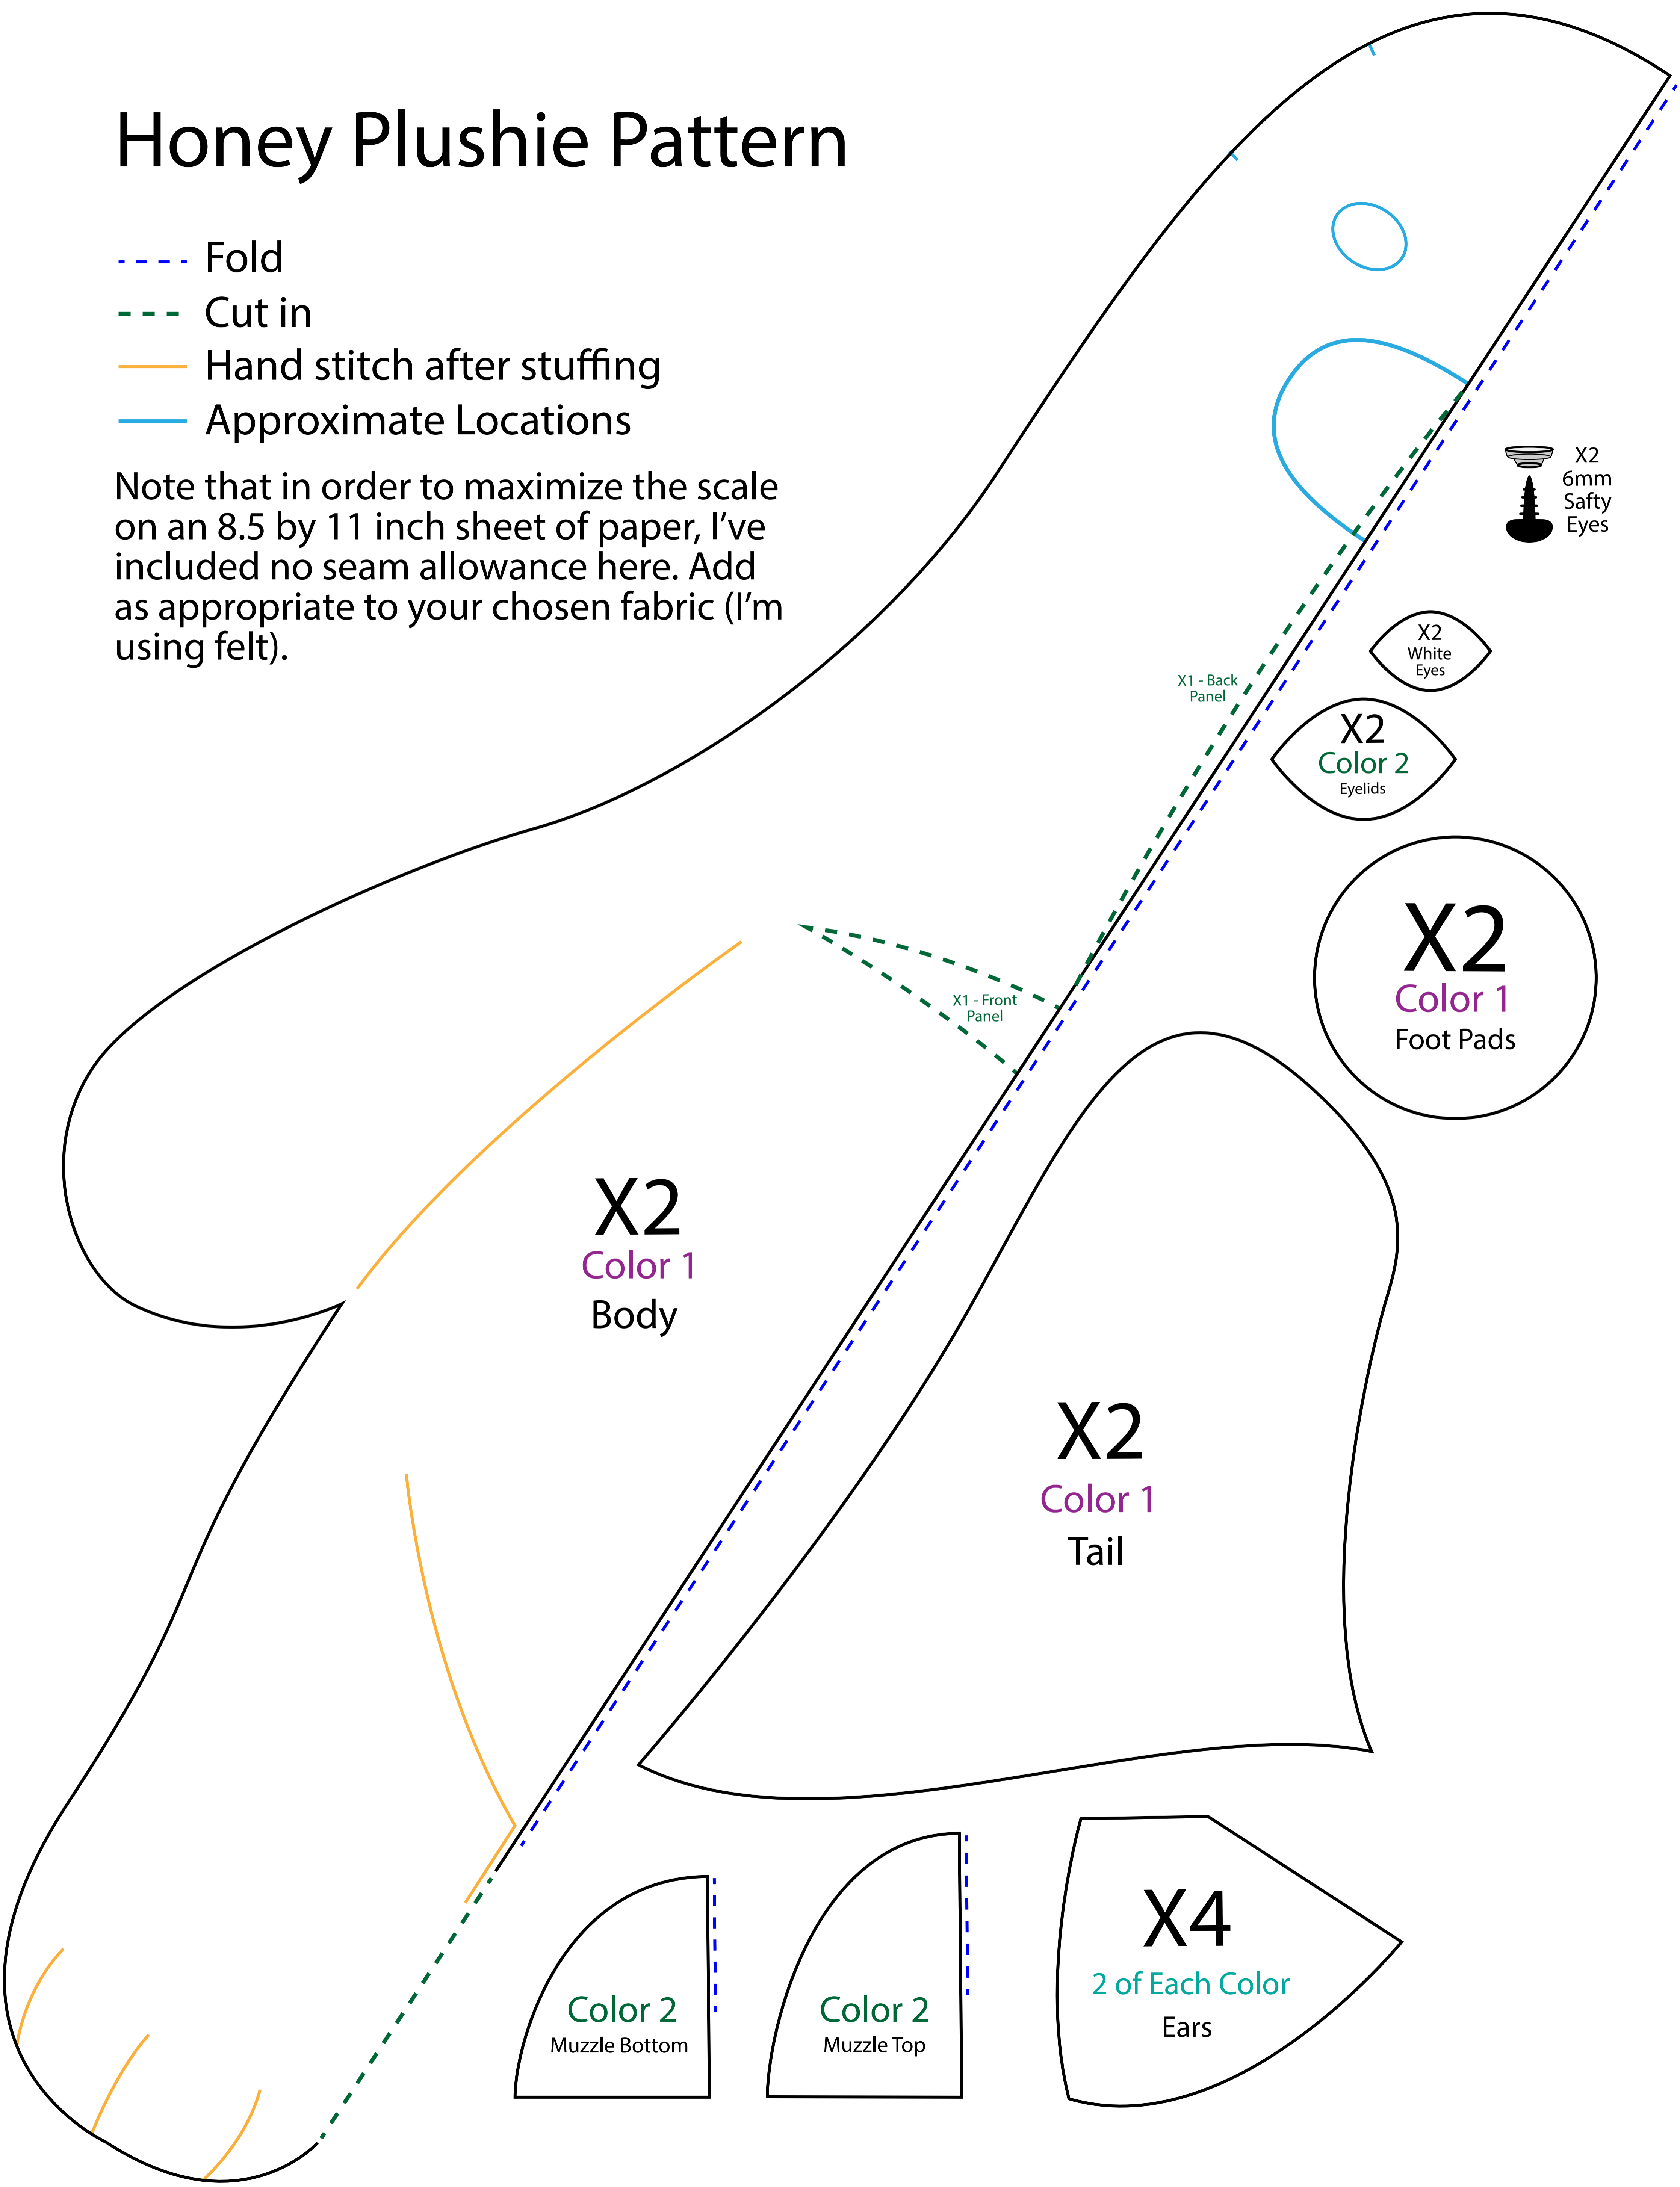 Honey Plushie Pattern
Fold
Cut in
Hand stitch after stuffing
Approximate Locations
Note that in order to maximize the scale
on an 8.5 by 11 inch sheet of paper, I've
included no seam allowance here. Add
as appropriate to your chosen fabric (I'm
using felt).
X2
6mm
Safty
Eyes
X2
White
Eyes
X1 - Back
Panel
X2
Color 2
Eyelids
X2
Color 1
Foot Pads
X1 - Front
Panel
X2
Color 1
Body
X2
Color 1
Tail
Color 2
Muzzle Bottom
Color 2
Muzzle Top
X4
2 of Each Color
Ears